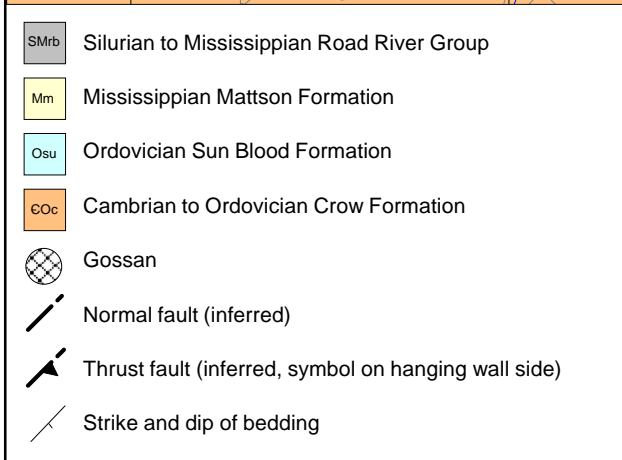 SMrb Silurian to Mississippian Road River Group
Mm Mississippian Mattson Formation
Osu Ordovician Sun Blood Formation
ЄOc Cambrian to Ordovician Crow Formation
Gossan
Normal fault (inferred)
Thrust fault (inferred, symbol on hanging wall side)
Strike and dip of bedding